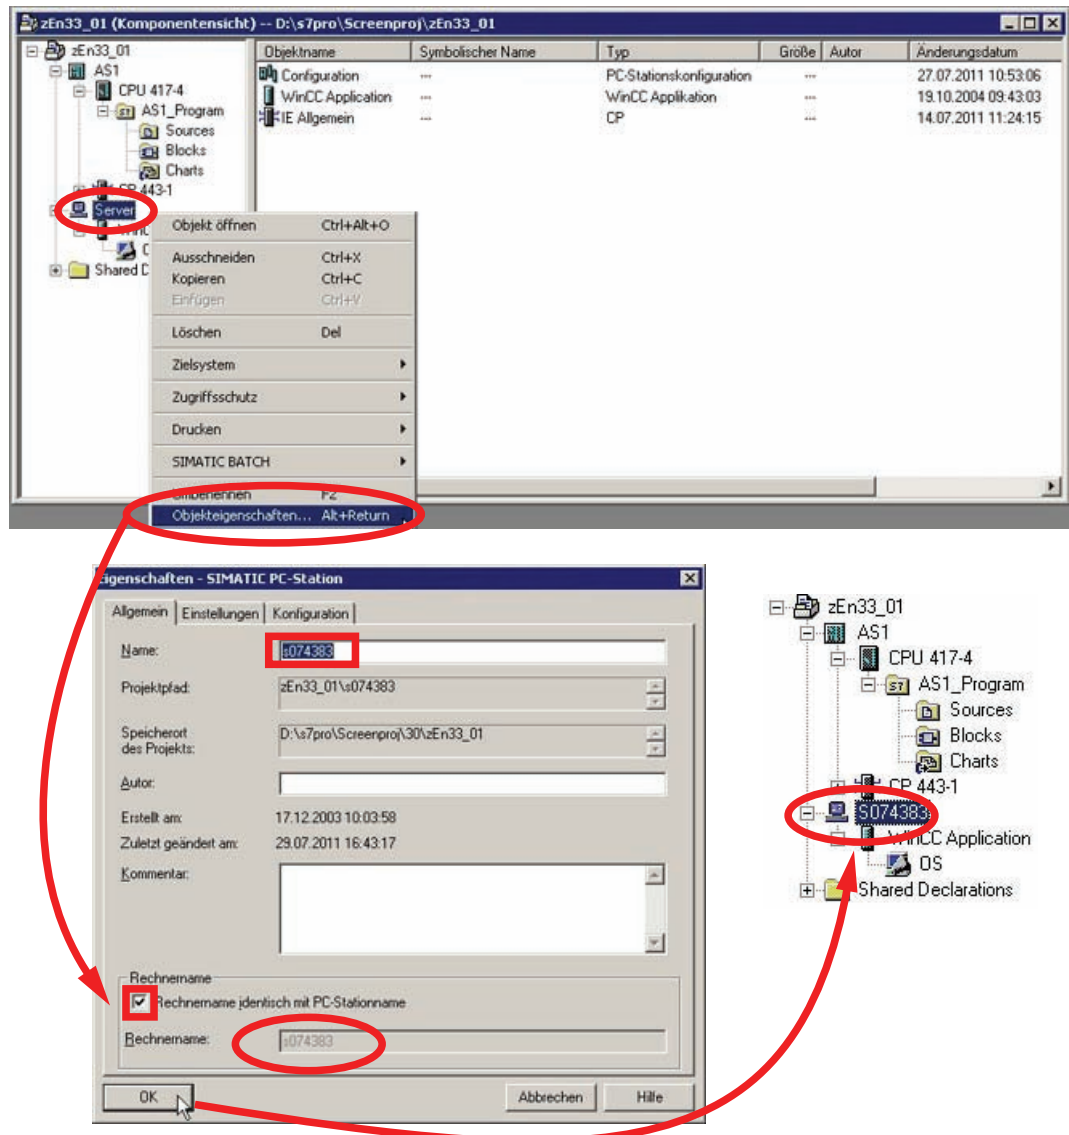 zEn33_01 (Komponentensicht) -- D:\s7pro\Screenproj\zEn33_01
zEn33_01
AS1
CPU 417-4
AS1_Program
Sources
Blocks
Charts
CP 443-1
Server
Shared D
Objektname Symbolischer Name Typ Größe Autor Änderungsdatum
Configuration --- PC-Stationskonfiguration --- 27.07.2011 10:53:06
WinCC Application --- WinCC Applikation --- 19.10.2004 09:43:03
IE Allgemein --- CP --- 14.07.2011 11:24:15
Objekt öffnen Ctrl+Alt+O
Ausschneiden Ctrl+X
Kopieren Ctrl+C
Einfügen Ctrl+V
Löschen Del
Zielsystem
Zugriffsschutz
Drucken
SIMATIC BATCH
Umbenennen F2
Objekteigenschaften... Alt+Return
Eigenschaften - SIMATIC PC-Station
Allgemein Einstellungen Konfiguration
Name: s074383
Projektpfad: zEn33_01\s074383
Speicherort
des Projekts: D:\s7pro\Screenproj\30\zEn33_01
Autor:
Erstellt am: 17.12.2003 10:03:58
Zuletzt geändert am: 29.07.2011 16:43:17
Kommentar:
Rechnername
Rechnername identisch mit PC-Stationname
Rechnername: s074383
OK Abbrechen Hilfe
zEn33_01
AS1
CPU 417-4
AS1_Program
Sources
Blocks
Charts
CP 443-1
S074383
WinCC Application
OS
Shared Declarations